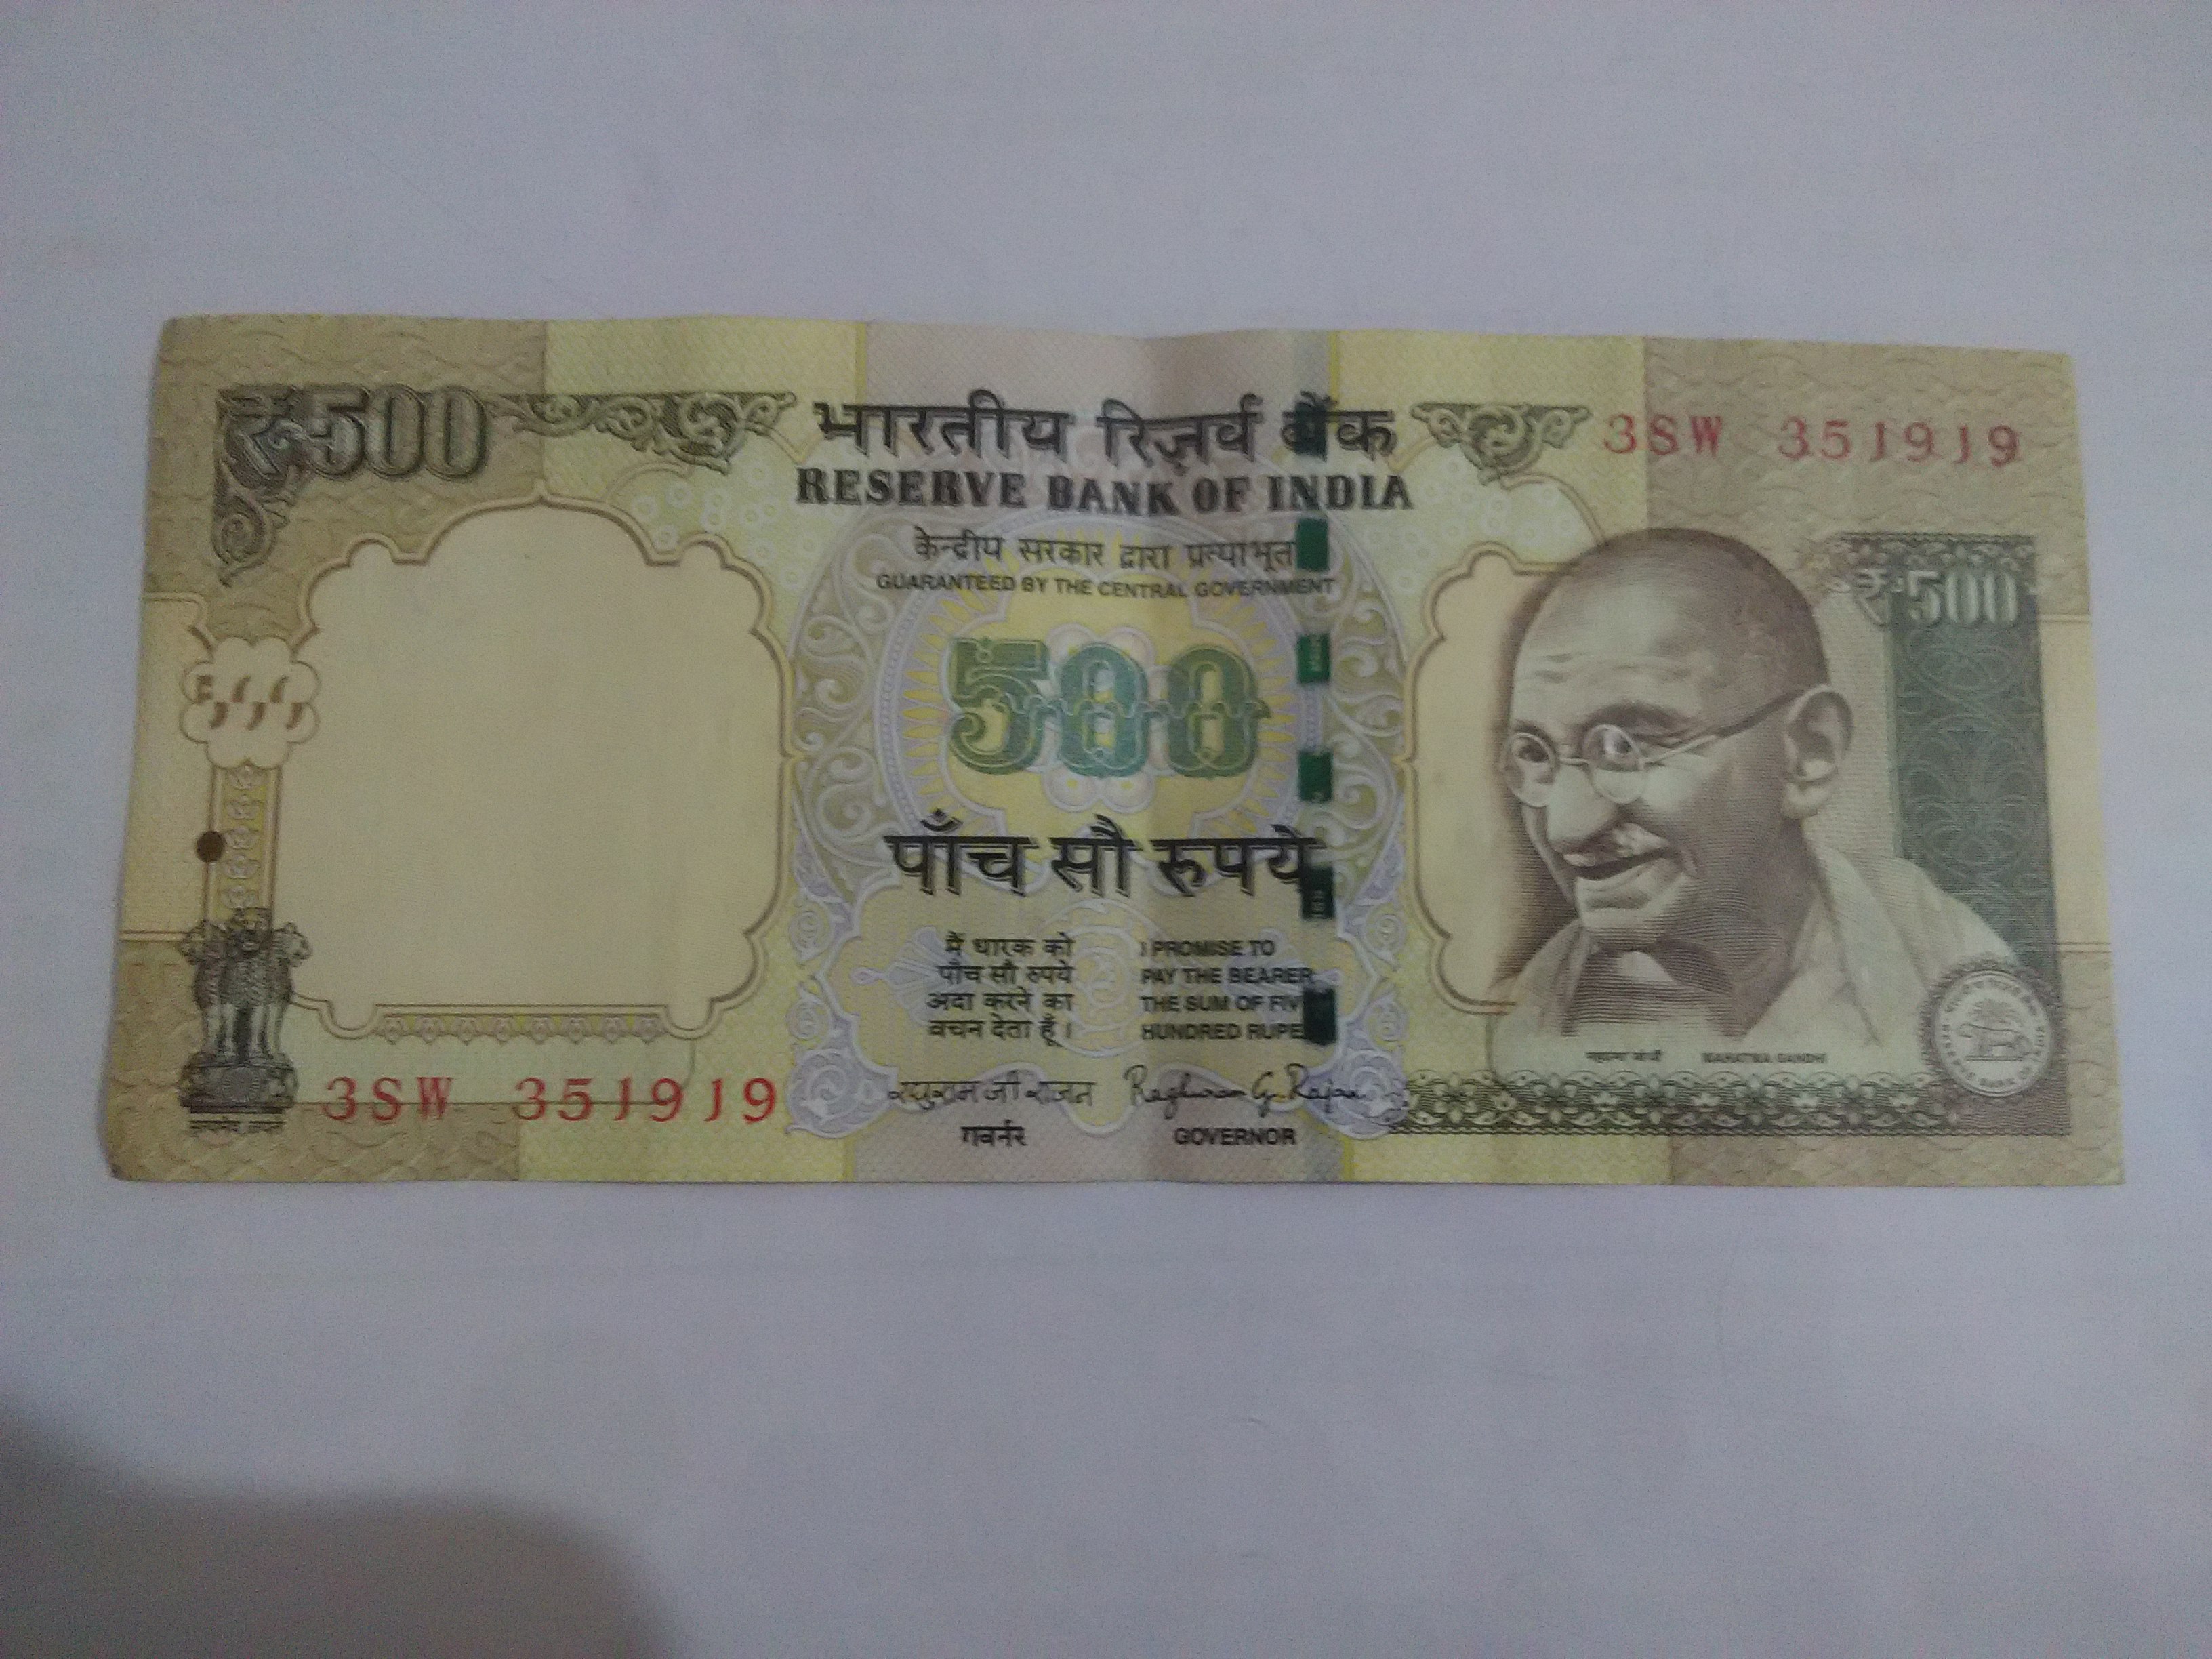 ₹500
भारतीय रिज़र्व बैंक
3SW 351919
RESERVE BANK OF INDIA
केन्द्रीय सरकार द्वारा प्रत्याभूत
GUARANTEED BY THE CENTRAL GOVERNMENT
₹500
500
पाँच सौ रुपये
मैं धारक को
पाँच सौ रुपये
अदा करने का
वचन देता हूँ।
I PROMISE TO
PAY THE BEARER
THE SUM OF FIV
HUNDRED RUPE
महात्मा गांधी MAHATMA GANDHI
3SW 351919
रघुराम जी राजन
Raghuram G. Rajan
गवर्नर
GOVERNOR
सत्यमेव जयते